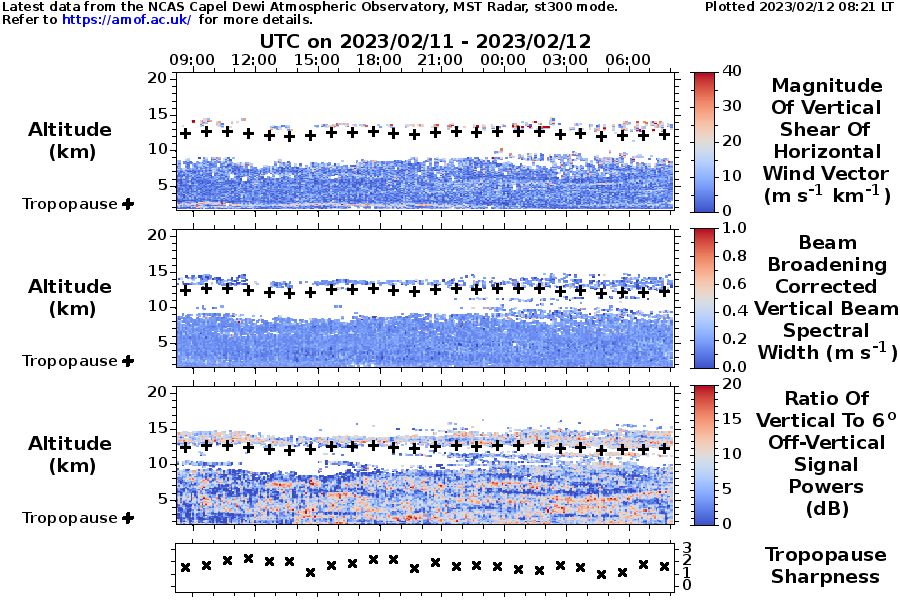 Latest data from the NCAS Capel Dewi Atmospheric Observatory, MST Radar, st300 mode.
Plotted 2023/02/12 08:21 LT
Refer to https://amof.ac.uk/ for more details.
UTC on 2023/02/11 - 2023/02/12
09:00 12:00 15:00 18:00 21:00 00:00 03:00 06:00
20
15
10
5
Altitude
(km)
Tropopause +
40
30
20
10
0
Magnitude
Of Vertical
Shear Of
Horizontal
Wind Vector
(m s-1 km-1)
20
15
10
5
Altitude
(km)
Tropopause +
1.0
0.8
0.6
0.4
0.2
0.0
Beam
Broadening
Corrected
Vertical Beam
Spectral
Width (m s-1)
20
15
10
5
Altitude
(km)
Tropopause +
20
15
10
5
0
Ratio Of
Vertical To 6o
Off-Vertical
Signal
Powers
(dB)
3
2
1
0
Tropopause
Sharpness